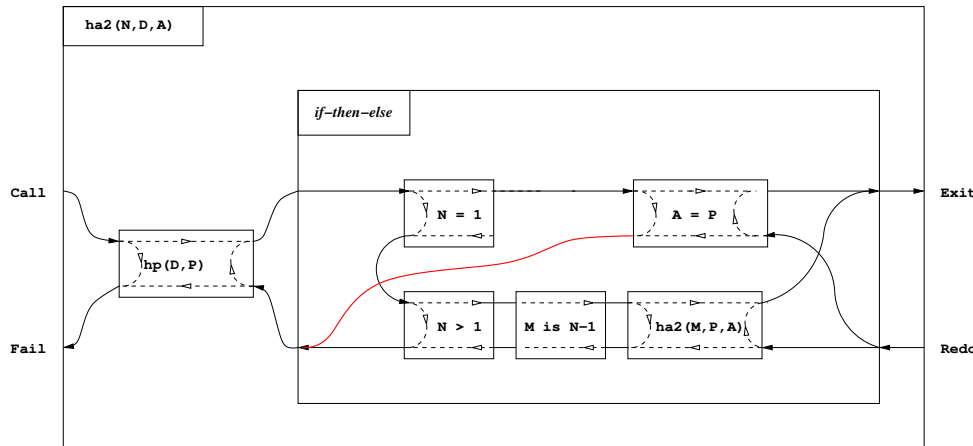 ha2(N,D,A)
if−then−else
Call
Exit
N = 1
A = P
hp(D,P)
N > 1
M is N−1
ha2(M,P,A)
Fail
Redo